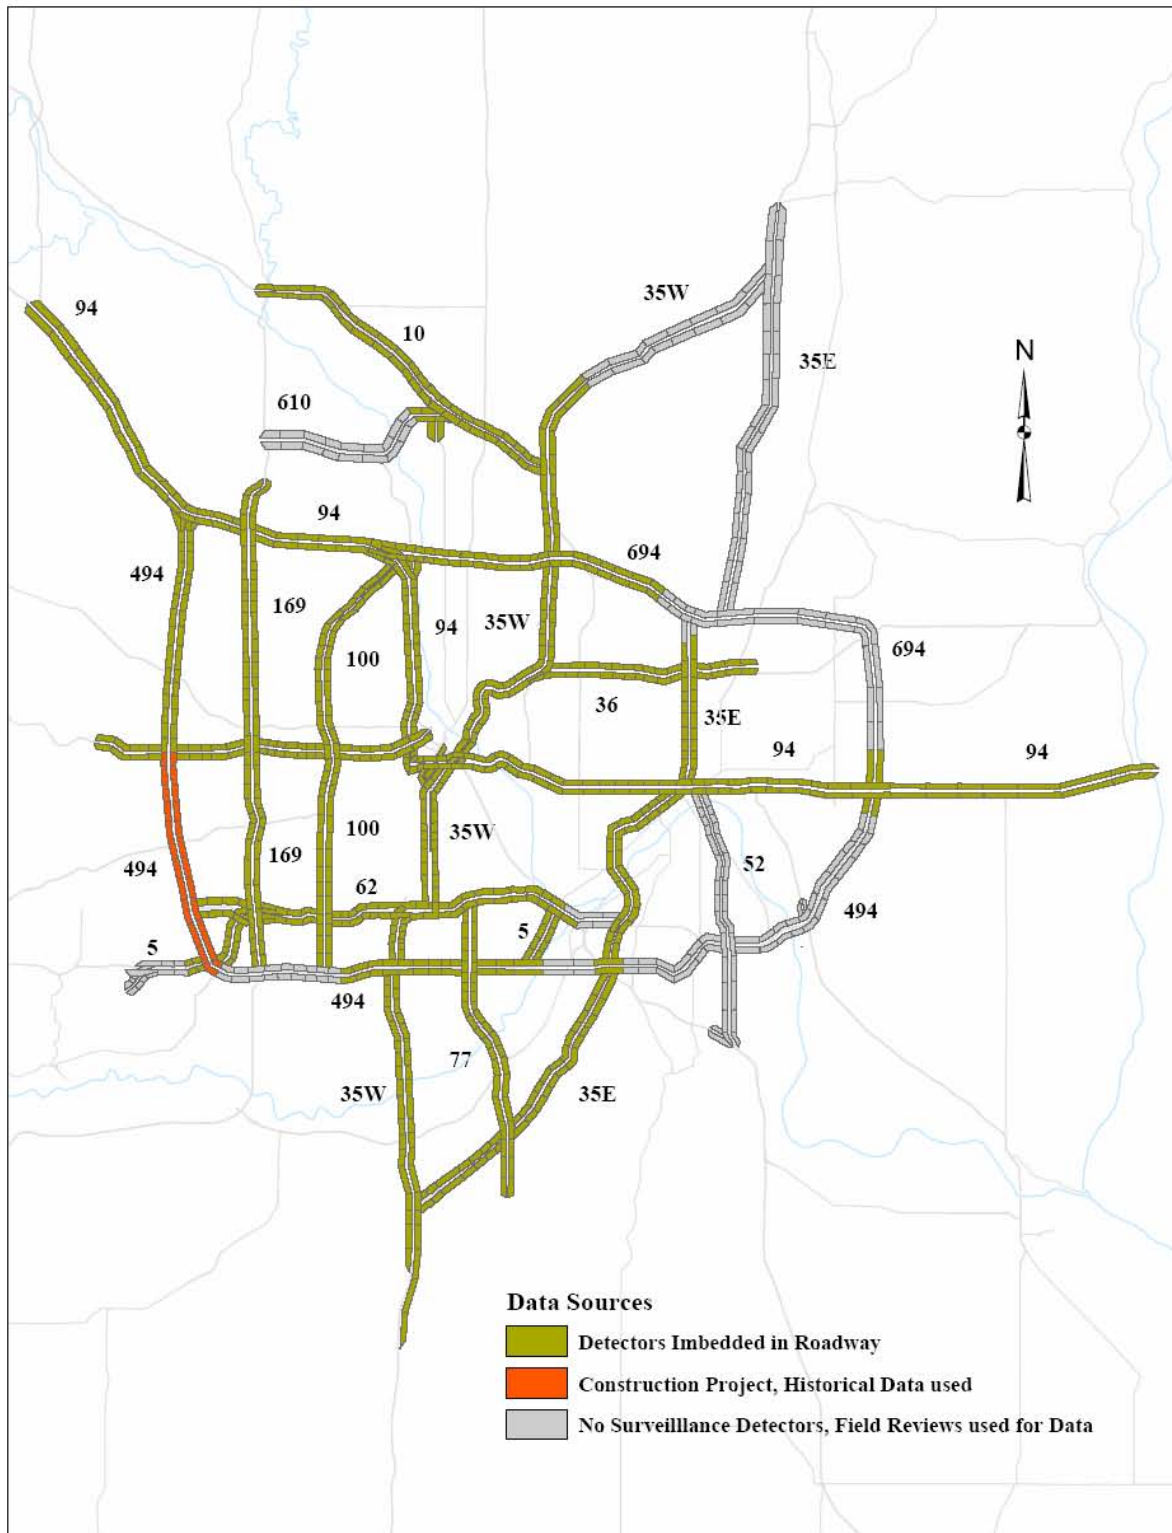 35W
94
10
N
35E
610
94
694
494
169
94
35W
694
100
36
35E
94
94
100
35W
494
169
52
62
494
5
5
494
77
35W
35E
Data Sources
Detectors Imbedded in Roadway
Construction Project, Historical Data used
No Surveilllance Detectors, Field Reviews used for Data